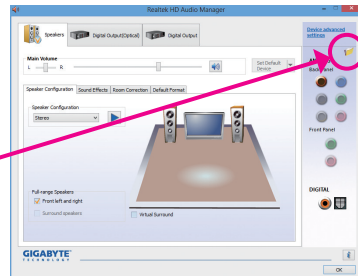 Realtek HD Audio Manager
Speakers
Digital Output(Optical)
Digital Output
Device advanced
settings
Main Volume
L
R
Set Default
Device
Back Panel
Speaker Configuration
Sound Effects
Room Correction
Default Format
Speaker Configuration
Stereo
Front Panel
Full-range Speakers
Front left and right
Surround speakers
Virtual Surround
DIGITAL
GIGABYTE
TECHNOLOGY
OK